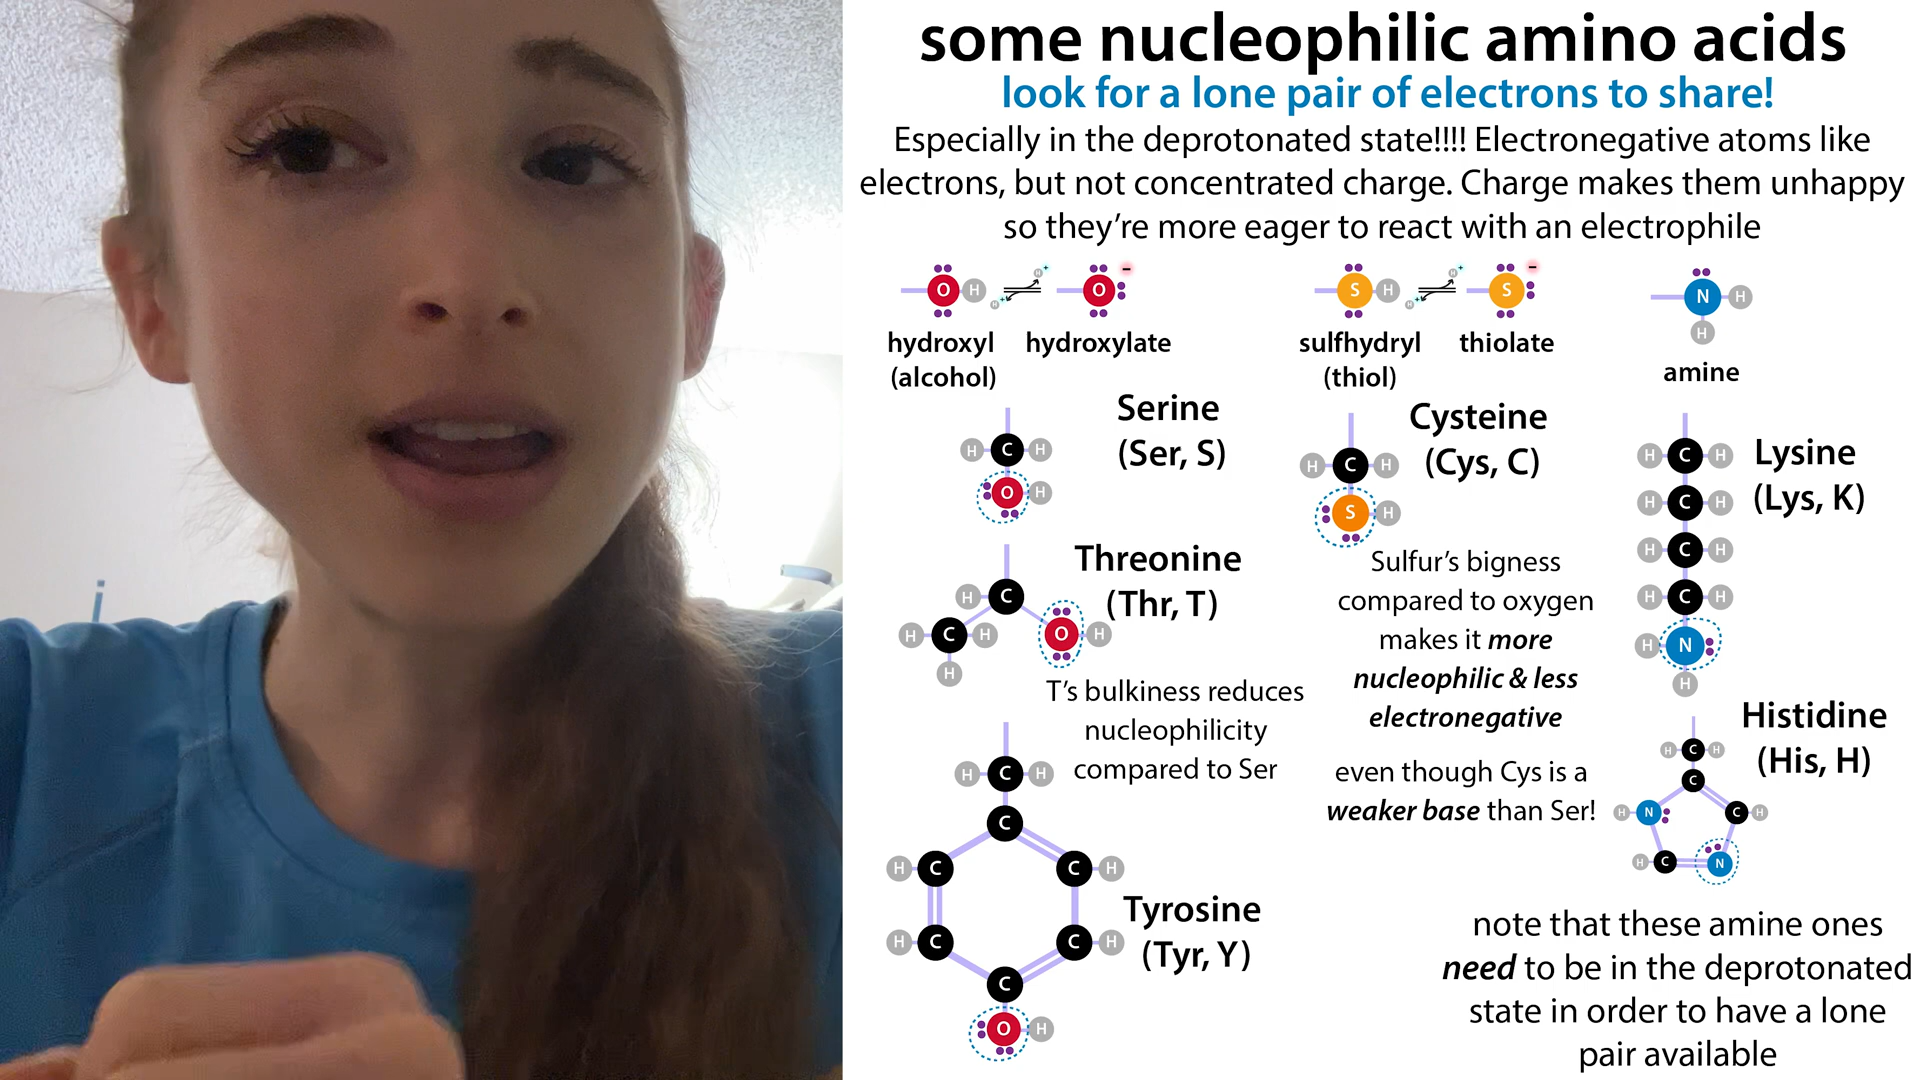 some nucleophilic amino acids
look for a lone pair of electrons to share!
Especially in the deprotonated state!!!! Electronegative atoms like
electrons, but not concentrated charge. Charge makes them unhappy
so they’re more eager to react with an electrophile
O H H+ H+ O −
S H H+ H+ S −
N H
H
hydroxyl
(alcohol)
hydroxylate
sulfhydryl
(thiol)
thiolate
amine
Serine
(Ser, S)
H C H
O H
Cysteine
(Cys, C)
H C H
S H
Lysine
(Lys, K)
H C H
H C H
H C H
H C H
H N
H
Threonine
(Thr, T)
H C
H C H O H
H
T’s bulkiness reduces
nucleophilicity
compared to Ser
Sulfur’s bigness
compared to oxygen
makes it more
nucleophilic & less
electronegative
even though Cys is a
weaker base than Ser!
Histidine
(His, H)
H C H
C
H N C H
H C N
Tyrosine
(Tyr, Y)
H C H
C
H C C H
H C C H
C
O H
note that these amine ones
need to be in the deprotonated
state in order to have a lone
pair available